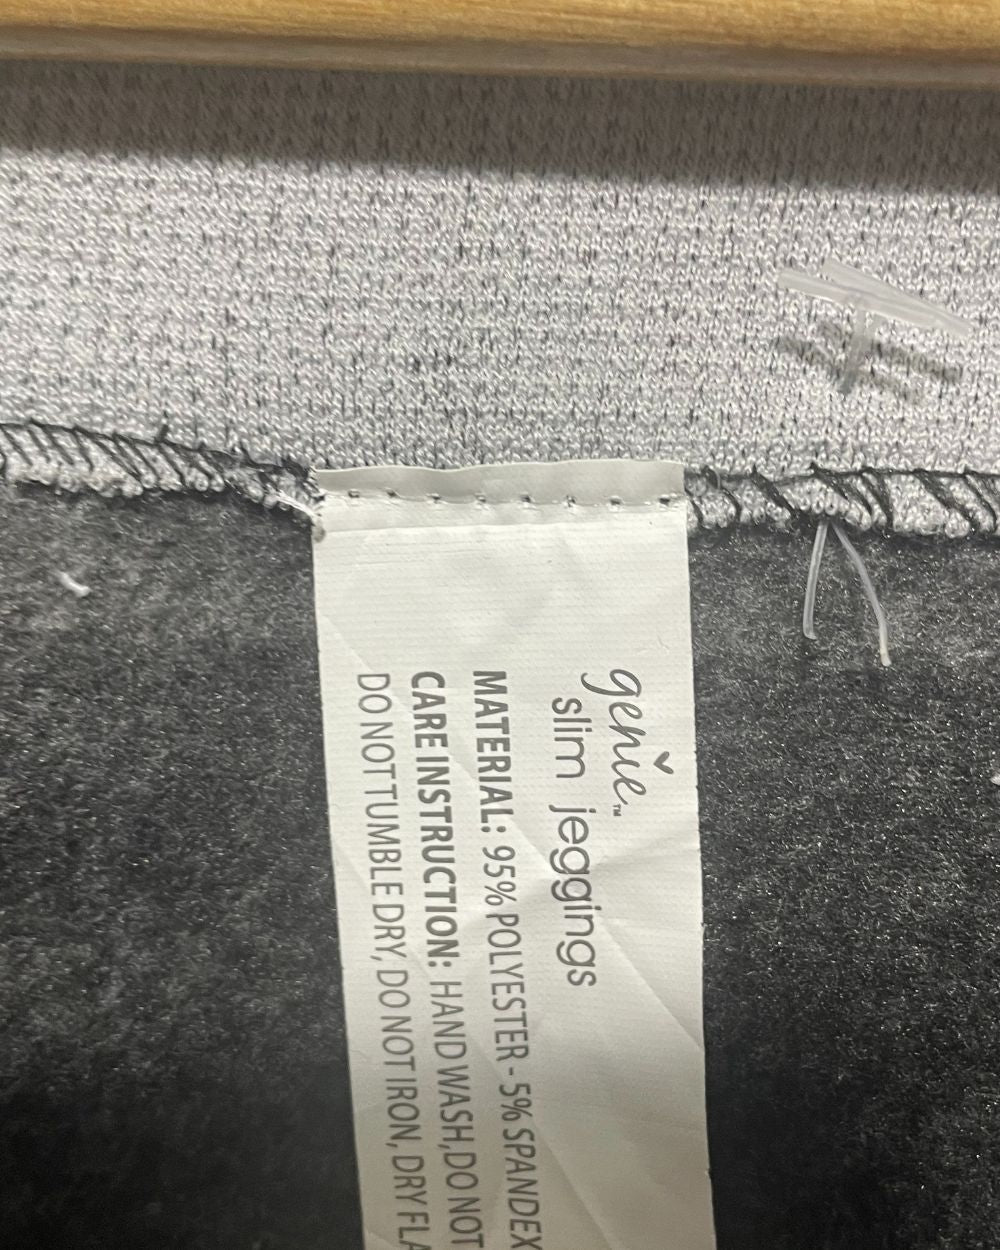 genie™
slim jeggings
MATERIAL: 95% POLYESTER - 5% SPANDEX
CARE INSTRUCTION: HAND WASH,DO NOT
DO NOT TUMBLE DRY, DO NOT IRON, DRY